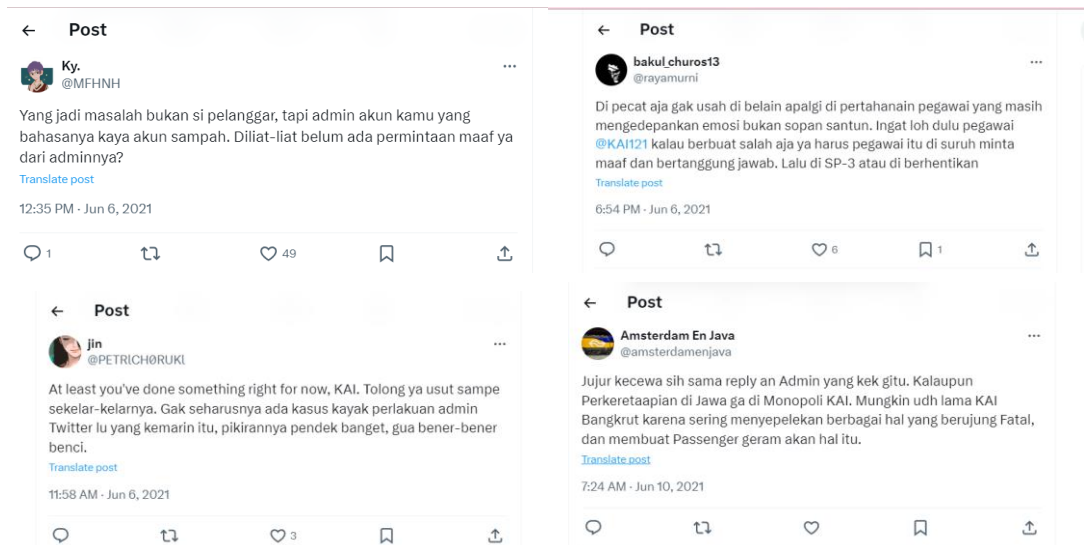 Post
Ky.
@MFHNH
Yang jadi masalah bukan si pelanggar, tapi admin akun kamu yang
bahasanya kaya akun sampah. Diliat-liat belum ada permintaan maaf ya
dari adminnya?
Translate post
12:35 PM · Jun 6, 2021
1
49
Post
bakul_churos13
@rayamurni
Di pecat aja gak usah di belain apalgi di pertahanain pegawai yang masih
mengedepankan emosi bukan sopan santun. Ingat loh dulu pegawai
@KAI121 kalau berbuat salah aja ya harus pegawai itu di suruh minta
maaf dan bertanggung jawab. Lalu di SP-3 atau di berhentikan
Translate post
6:54 PM · Jun 6, 2021
6
1
Post
jin
@PETRlCHØRUKl
At least you've done something right for now, KAI. Tolong ya usut sampe
sekelar-kelarnya. Gak seharusnya ada kasus kayak perlakuan admin
Twitter lu yang kemarin itu, pikirannya pendek banget, gua bener-bener
benci.
Translate post
11:58 AM · Jun 6, 2021
3
Post
Amsterdam En Java
@amsterdamenjava
Jujur kecewa sih sama reply an Admin yang kek gitu. Kalaupun
Perkeretaapian di Jawa ga di Monopoli KAI. Mungkin udh lama KAI
Bangkrut karena sering menyepelekan berbagai hal yang berujung Fatal,
dan membuat Passenger geram akan hal itu.
Translate post
7:24 AM · Jun 10, 2021